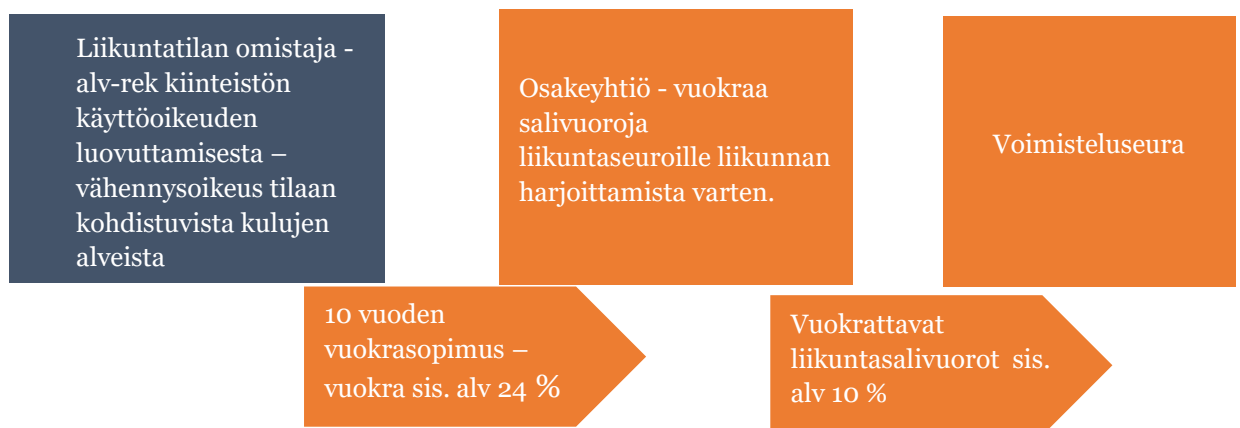 Liikuntatilan omistaja -
alv-rek kiinteistön
käyttöoikeuden
luovuttamisesta –
vähennysoikeus tilaan
kohdistuvista kulujen
alveista
Osakeyhtiö - vuokraa
salivuoroja
liikuntaseuroille liikunnan
harjoittamista varten.
Voimisteluseura
10 vuoden
vuokrasopimus –
vuokra sis. alv 24 %
Vuokrattavat
liikuntasalivuorot sis.
alv 10 %